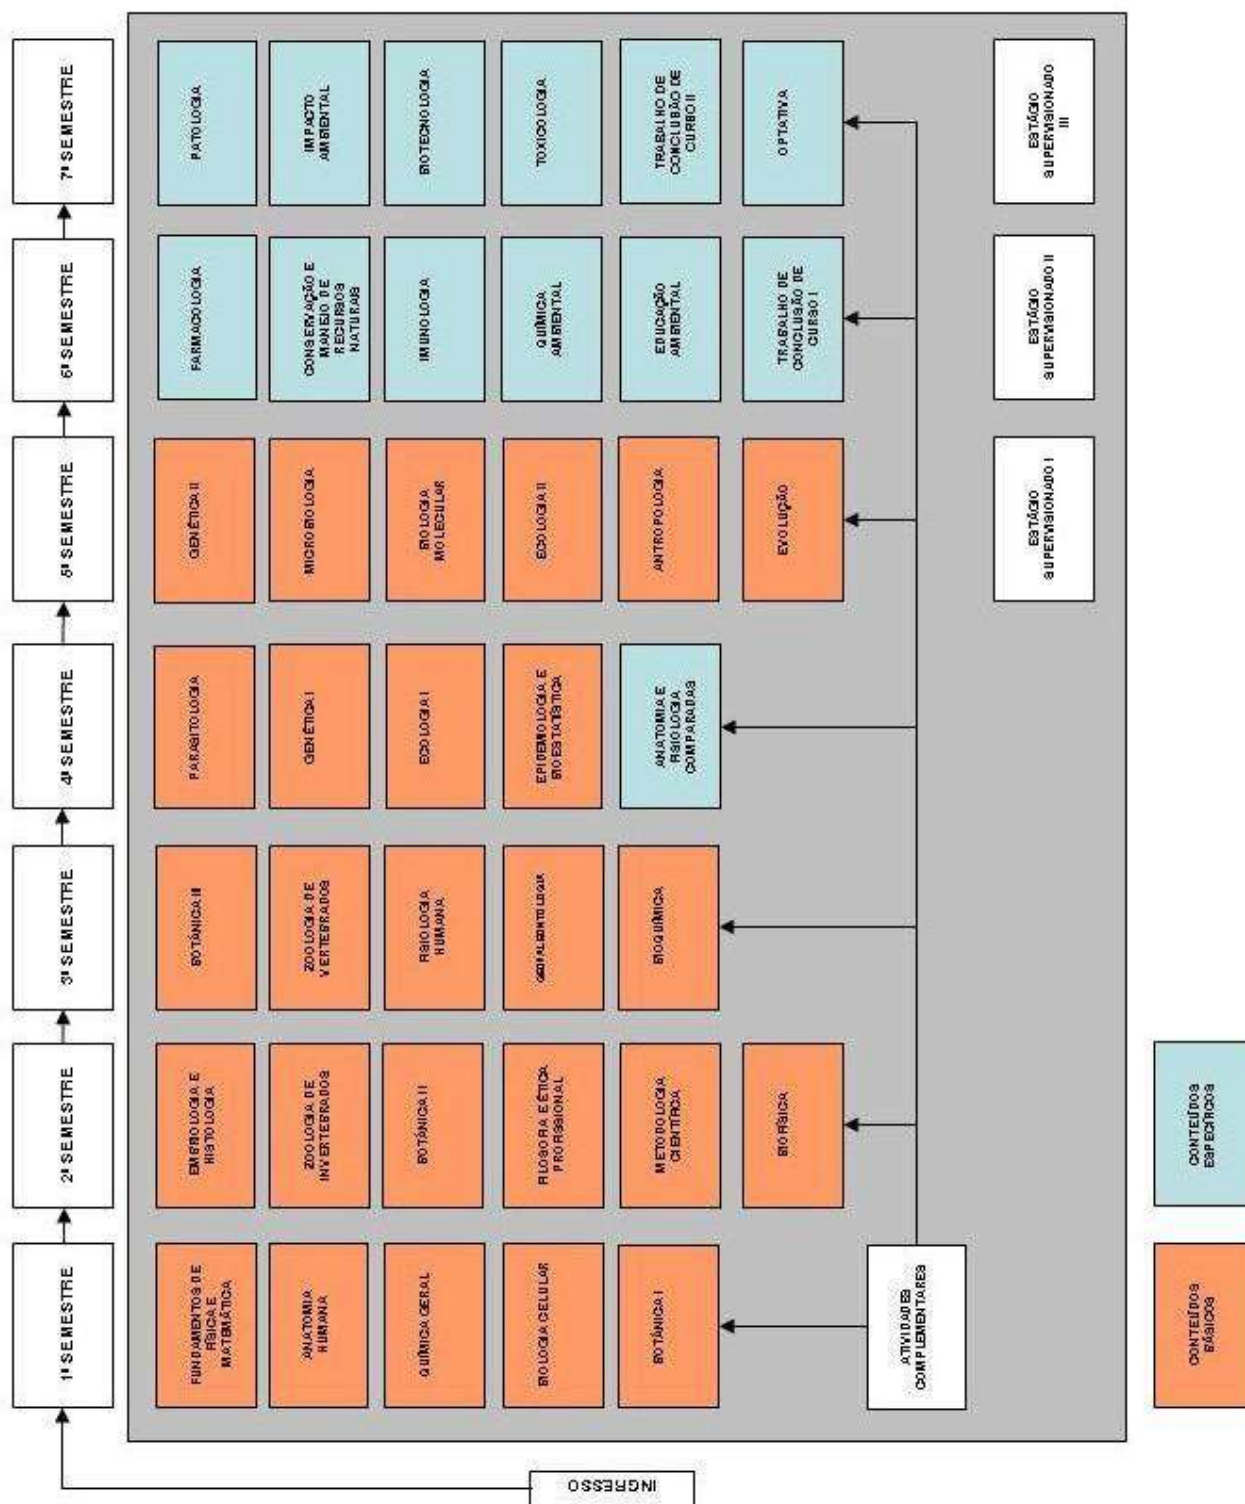 INGRESSO
1º SEMESTRE
2º SEMESTRE
3º SEMESTRE
4º SEMESTRE
5º SEMESTRE
6º SEMESTRE
7º SEMESTRE
FUNDAMENTOS DE
FÍSICA E
MATEMÁTICA
ANATOMIA
HUMANA
QUÍMICA GERAL
BIOLOGIA CELULAR
BOTÂNICA I
EMBRIOLOGIA E
HISTOLOGIA
ZOOLOGIA DE
INVERTEBRADOS
BOTÂNICA II
FILOSOFIA E ÉTICA
PROFISSIONAL
METODOLOGIA
CIENTÍFICA
BIOFÍSICA
BOTÂNICA III
ZOOLOGIA DE
VERTEBRADOS
FISIOLOGIA
HUMANA
GEOPALEONTOLOGIA
BIOQUÍMICA
PARASITOLOGIA
GENÉTICA I
ECOLOGIA I
EPIDEMIOLOGIA E
BIOESTATÍSTICA
ANATOMIA E
FISIOLOGIA
COMPARADAS
GENÉTICA II
MICROBIOLOGIA
BIOLOGIA
MOLECULAR
ECOLOGIA II
ANTROPOLOGIA
EVOLUÇÃO
ESTÁGIO
SUPERVISIONADO I
FARMACOLOGIA
CONSERVAÇÃO E
MANEJO DE
RECURSOS
NATURAIS
IMUNOLOGIA
QUÍMICA
AMBIENTAL
EDUCAÇÃO
AMBIENTAL
TRABALHO DE
CONCLUSÃO DE
CURSO I
ESTÁGIO
SUPERVISIONADO II
PATOLOGIA
IMPACTO
AMBIENTAL
BIOTECNOLOGIA
TOXICOLOGIA
TRABALHO DE
CONCLUSÃO DE
CURSO II
OPTATIVA
ESTÁGIO
SUPERVISIONADO
III
ATIVIDADES
COMPLEMENTARES
CONTEÚDOS
BÁSICOS
CONTEÚDOS
ESPECÍFICOS